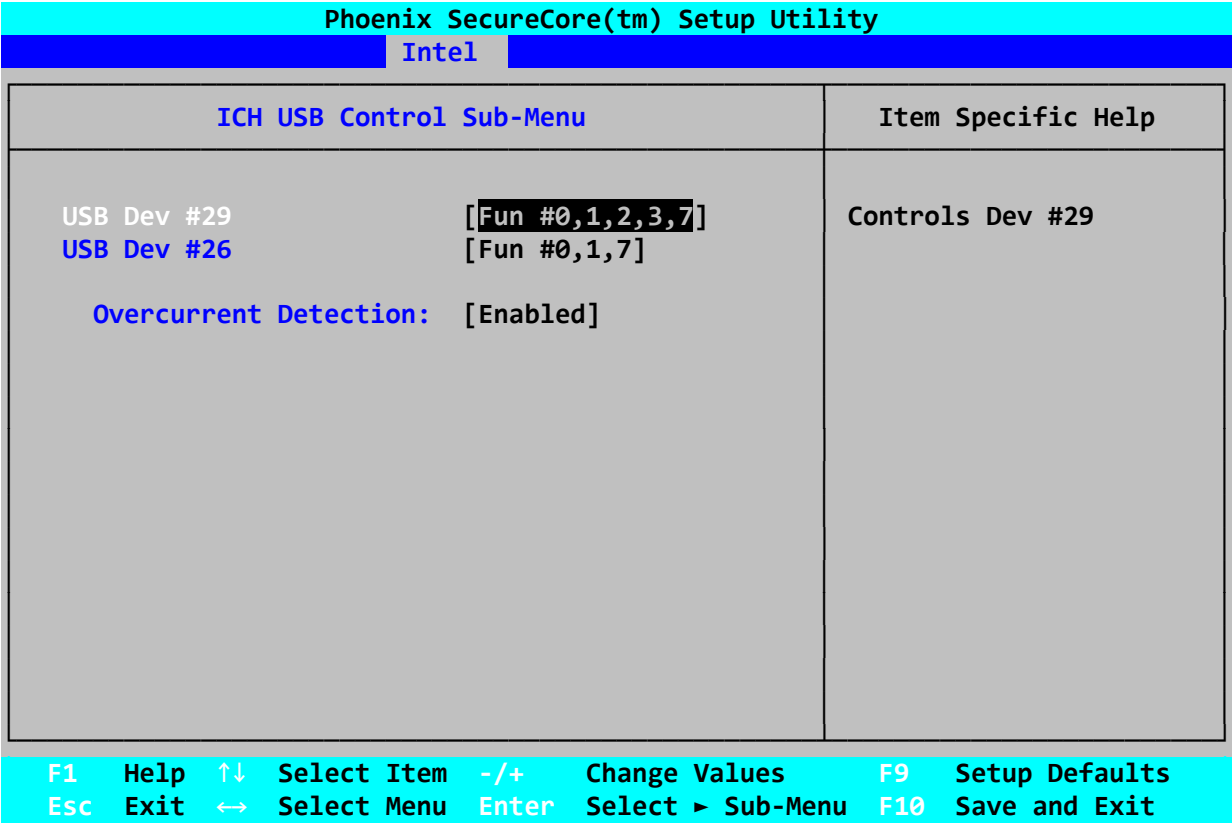 Phoenix SecureCore(tm) Setup Utility
Intel
ICH USB Control Sub-Menu
Item Specific Help
USB Dev #29 [Fun #0,1,2,3,7]
Controls Dev #29
USB Dev #26 [Fun #0,1,7]
Overcurrent Detection: [Enabled]
F1 Help ↑↓ Select Item -/+ Change Values F9 Setup Defaults
Esc Exit ↔ Select Menu Enter Select ► Sub-Menu F10 Save and Exit